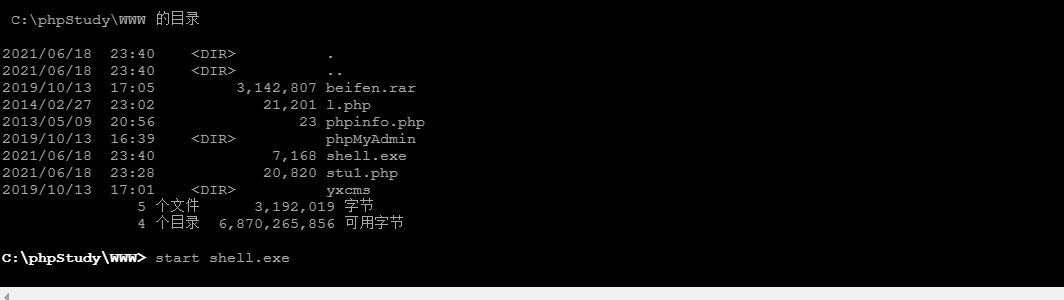 C:\phpStudy\WWW 的目录
2021/06/18  23:40    <DIR>          .
2021/06/18  23:40    <DIR>          ..
2019/10/13  17:05         3,142,807 beifen.rar
2014/02/27  23:02            21,201 l.php
2013/05/09  20:56                23 phpinfo.php
2019/10/13  16:39    <DIR>          phpMyAdmin
2021/06/18  23:40             7,168 shell.exe
2021/06/18  23:28            20,820 stu1.php
2019/10/13  17:01    <DIR>          yxcms
5 个文件      3,192,019 字节
4 个目录  6,870,265,856 可用字节
C:\phpStudy\WWW> start shell.exe